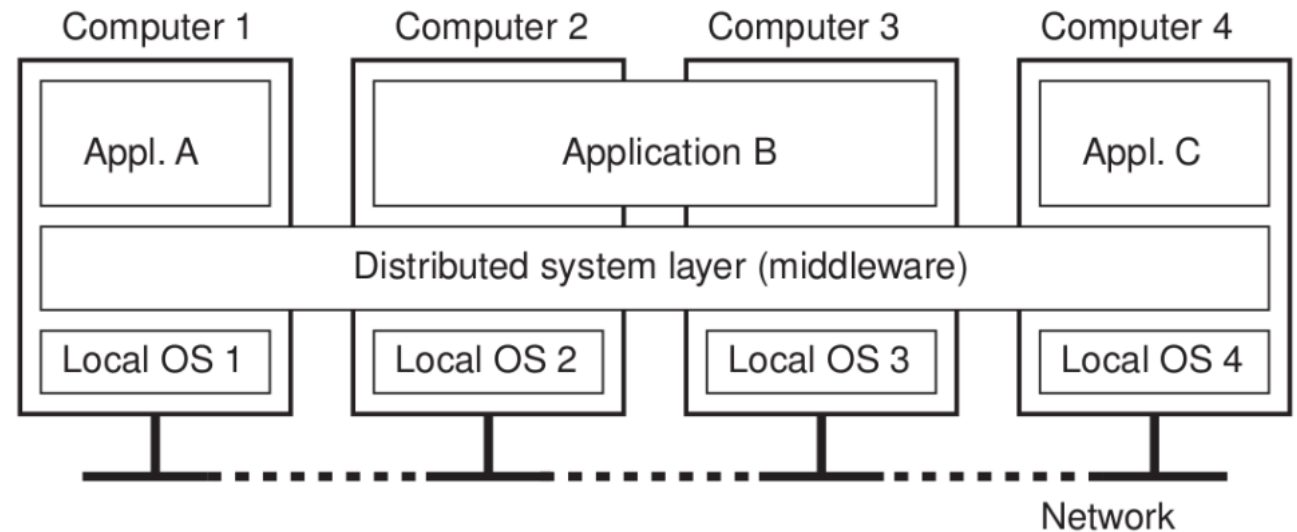 Computer 1 Computer 2 Computer 3 Computer 4
Appl. A Application B Appl. C
Distributed system layer (middleware)
Local OS 1 Local OS 2 Local OS 3 Local OS 4
Network